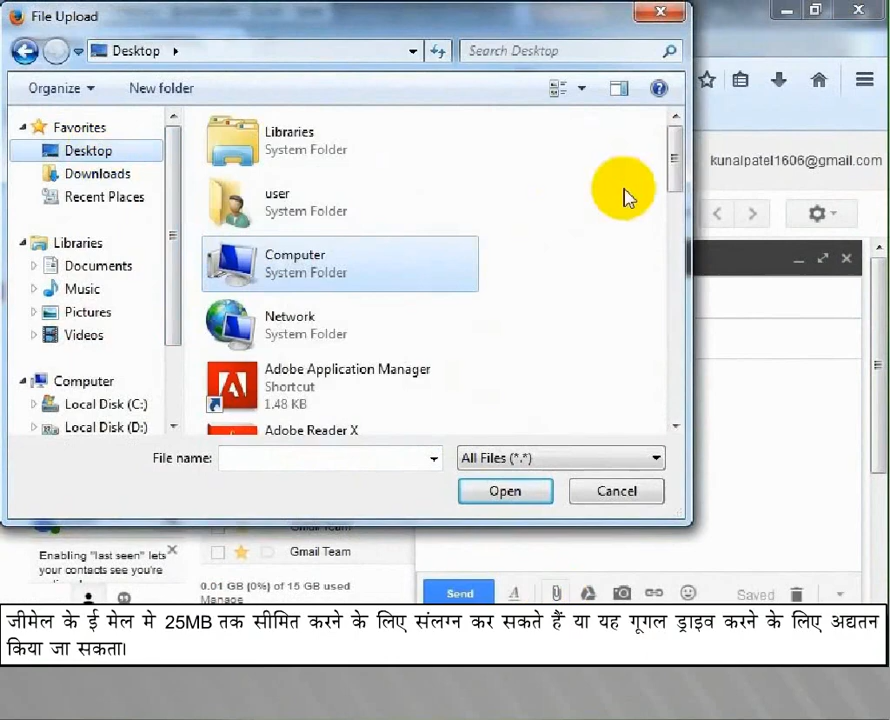 File Upload
Desktop
Search Desktop
Organize
New folder
Favorites
Desktop
Downloads
Recent Places
Libraries
Documents
Music
Pictures
Videos
Computer
Local Disk (C:)
Local Disk (D:)
Libraries
System Folder
user
System Folder
Computer
System Folder
Network
System Folder
Adobe Application Manager
Shortcut
1.48 KB
Adobe Reader X
File name:
All Files (*.*)
Open
Cancel
kunalpatel1606@gmail.com
Enabling "last seen" lets
your contacts see you're
Gmail Team
Gmail Team
0.01 GB (0%) of 15 GB used
Manage
Send
Saved
जीमेल के ई मेल मे 25MB तक सीमित करने के लिए संलग्न कर सकते हैं या यह गूगल ड्राइव करने के लिए अद्यतन
किया जा सकता।